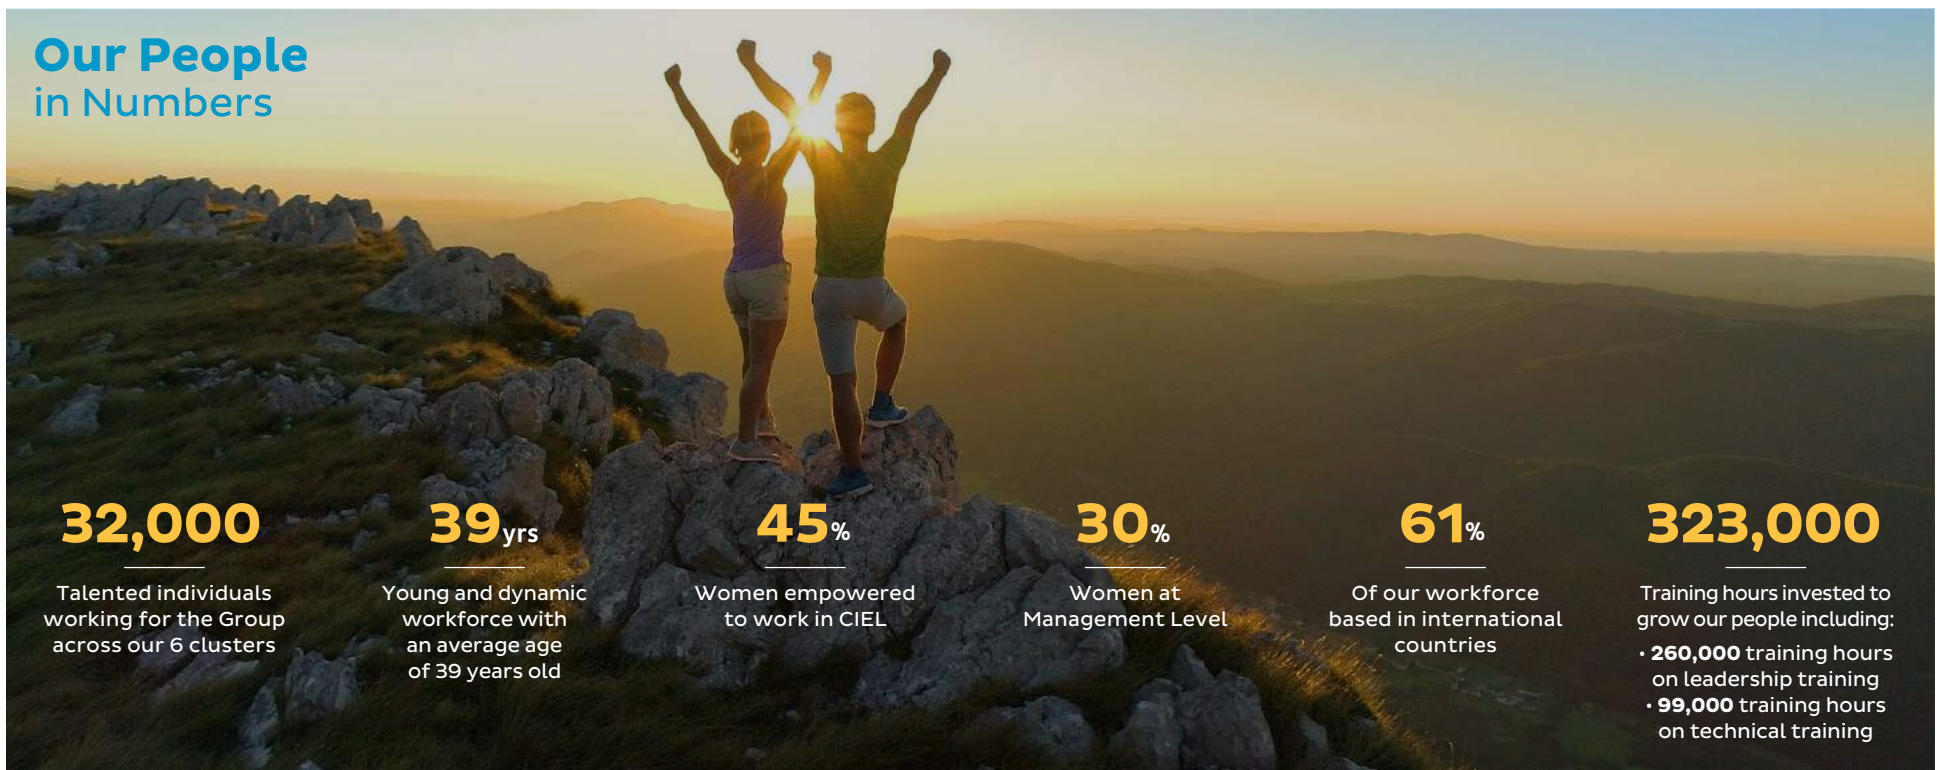 Our People
in Numbers
32,000
Talented individuals
working for the Group
across our 6 clusters
39yrs
Young and dynamic
workforce with
an average age
of 39 years old
45%
Women empowered
to work in CIEL
30%
Women at
Management Level
61%
Of our workforce
based in international
countries
323,000
Training hours invested to
grow our people including:
• 260,000 training hours
on leadership training
• 99,000 training hours
on technical training